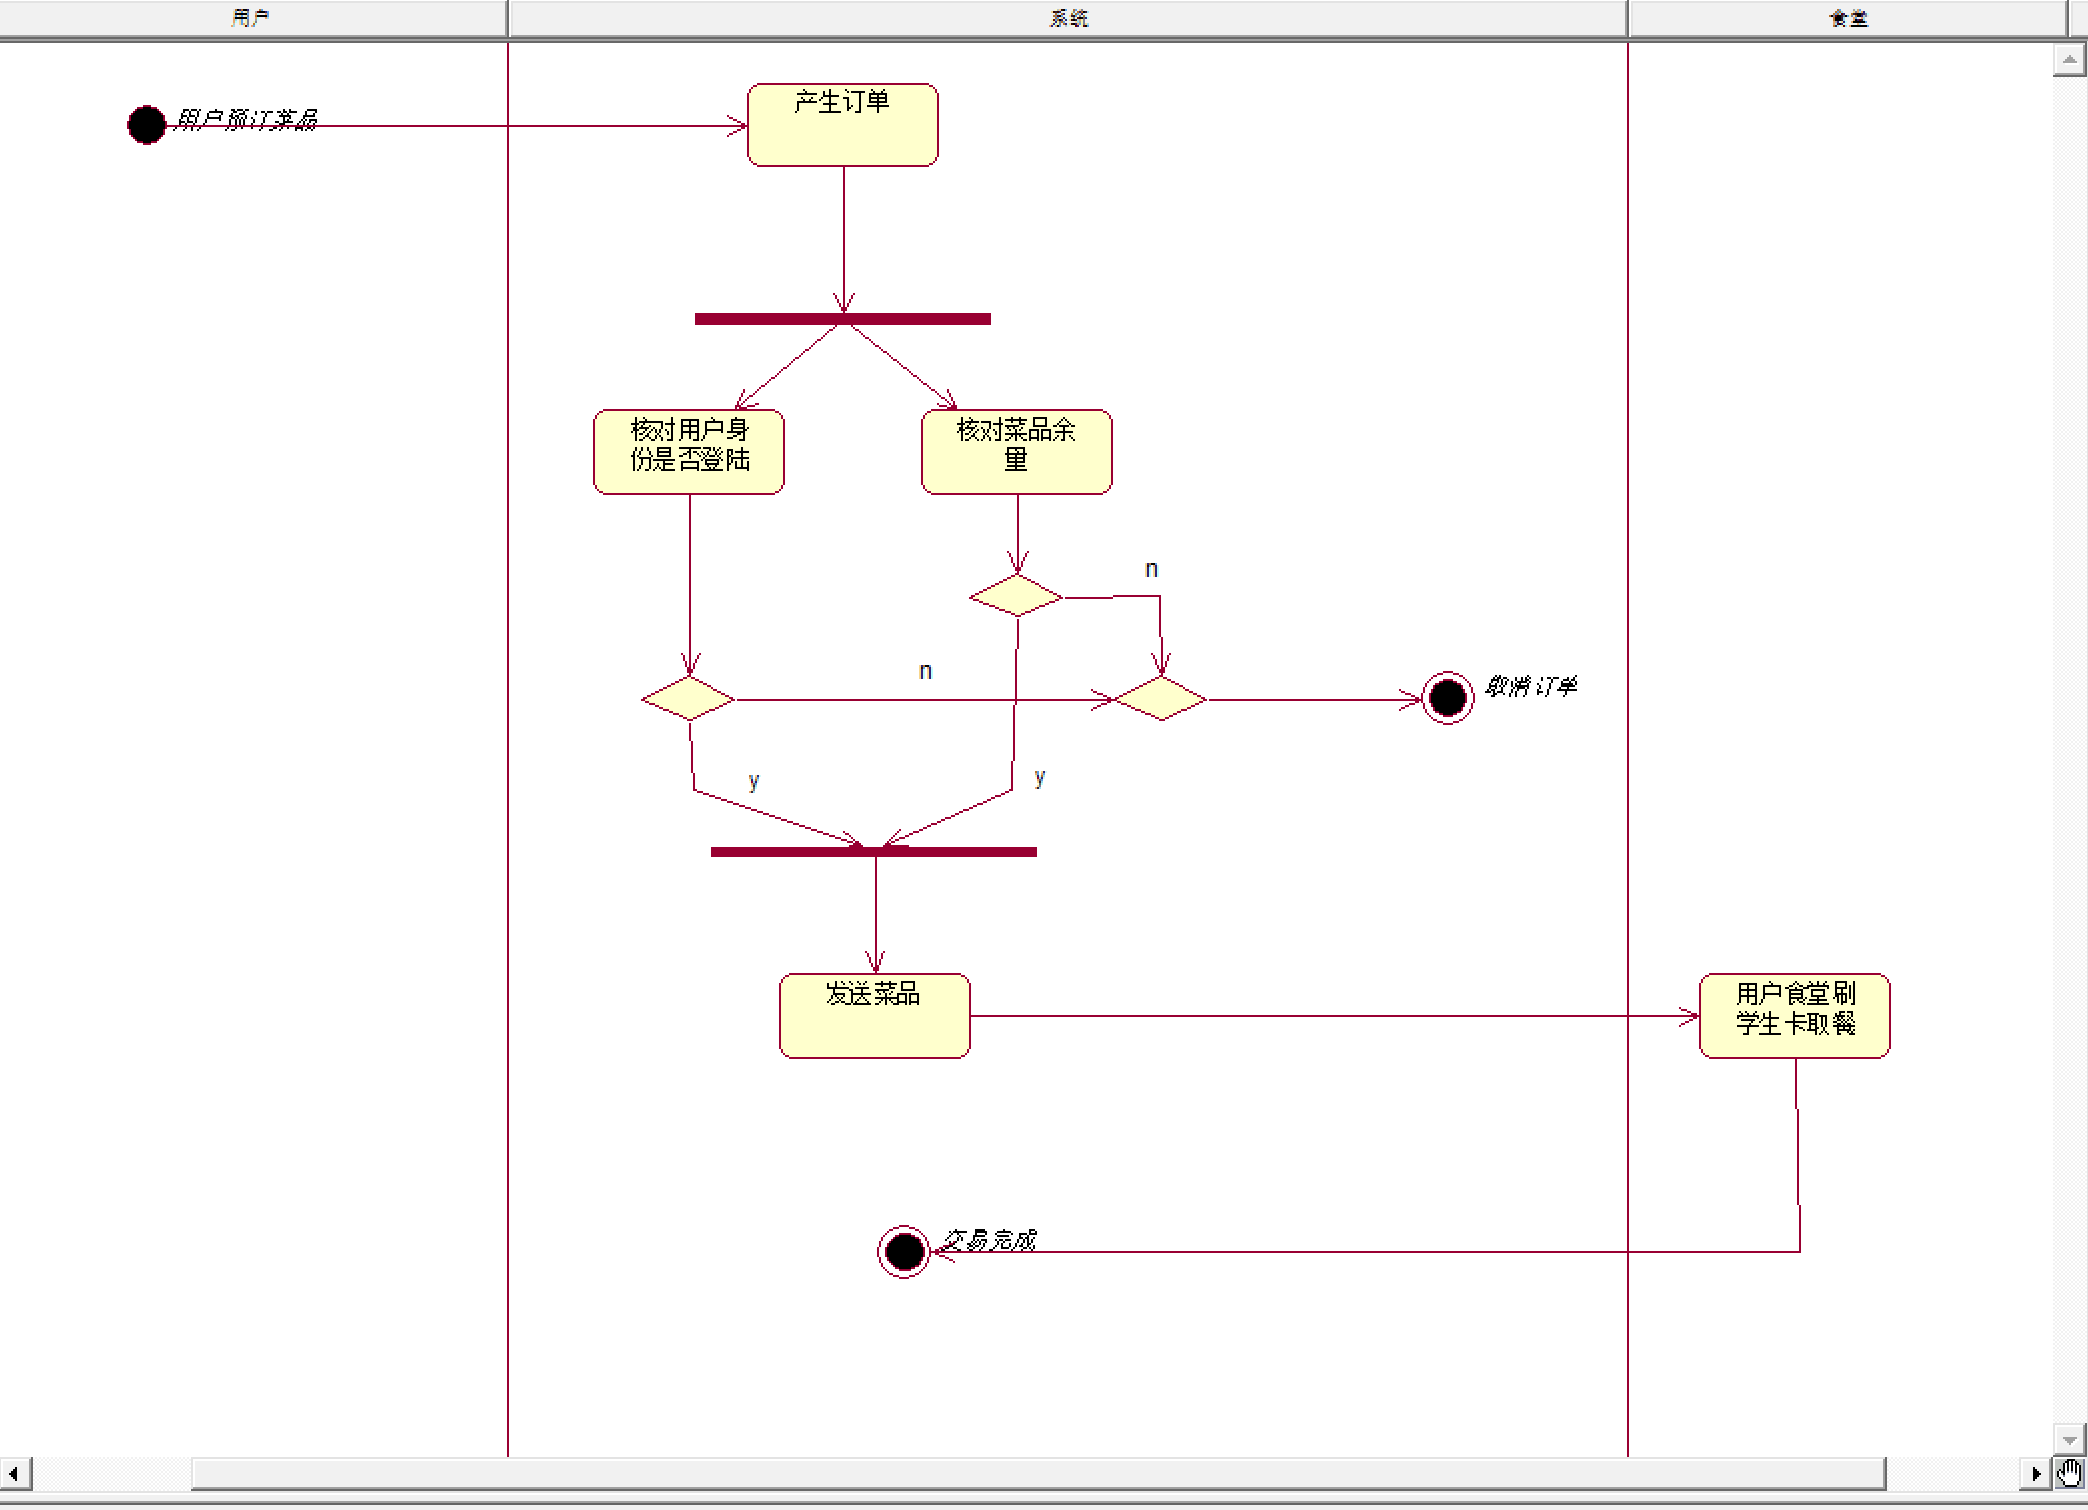 用户
系统
食堂
用户预订菜品
产生订单
核对用户身
份是否登陆
核对菜品余
量
n
n
取消订单
y
y
发送菜品
用户食堂刷
学生卡取餐
交易完成